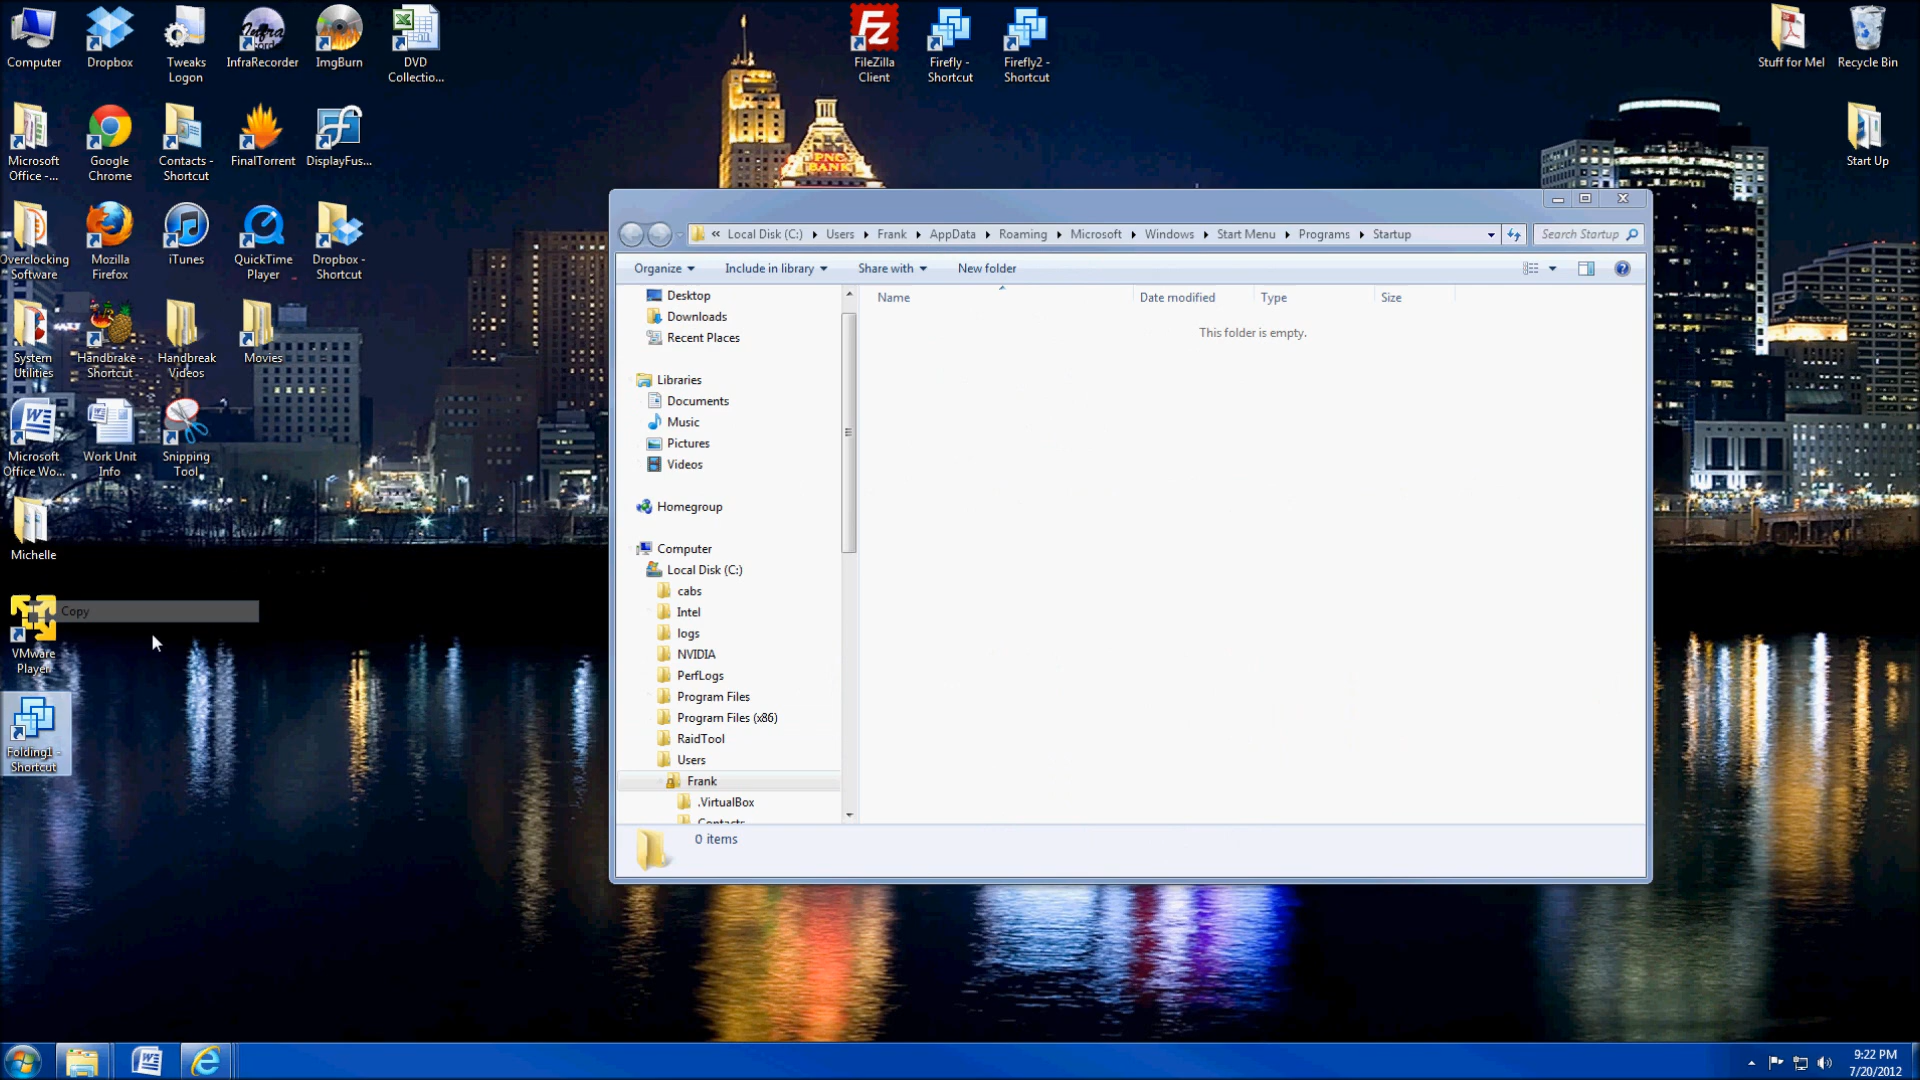 Computer
Dropbox
Tweaks
Logon
InfraRecorder
ImgBurn
DVD
Collectio...
FileZilla
Client
Firefly -
Shortcut
Firefly2 -
Shortcut
Stuff for Me!
Recycle Bin
Microsoft
Office -...
Google
Chrome
Contacts -
Shortcut
FinalTorrent
DisplayFus...
PNC
BANK
Start Up
Overclocking
Software
Mozilla
Firefox
iTunes
QuickTime
Player
Dropbox -
Shortcut
System
Utilities
Handbrake -
Shortcut
Handbreak
Videos
Movies
Microsoft
Office Wo...
Work Unit
Info
Snipping
Tool
Michelle
Copy
VMware
Player
Folding1 -
Shortcut
« Local Disk (C:) Users Frank AppData Roaming Microsoft Windows Start Menu Programs Startup
Search Startup
Organize Include in library Share with New folder
Name Date modified Type Size
This folder is empty.
Desktop
Downloads
Recent Places
Libraries
Documents
Music
Pictures
Videos
Homegroup
Computer
Local Disk (C:)
cabs
Intel
logs
NVIDIA
PerfLogs
Program Files
Program Files (x86)
RaidTool
Users
Frank
.VirtualBox
Contacts
0 items
9:22 PM
7/20/2012